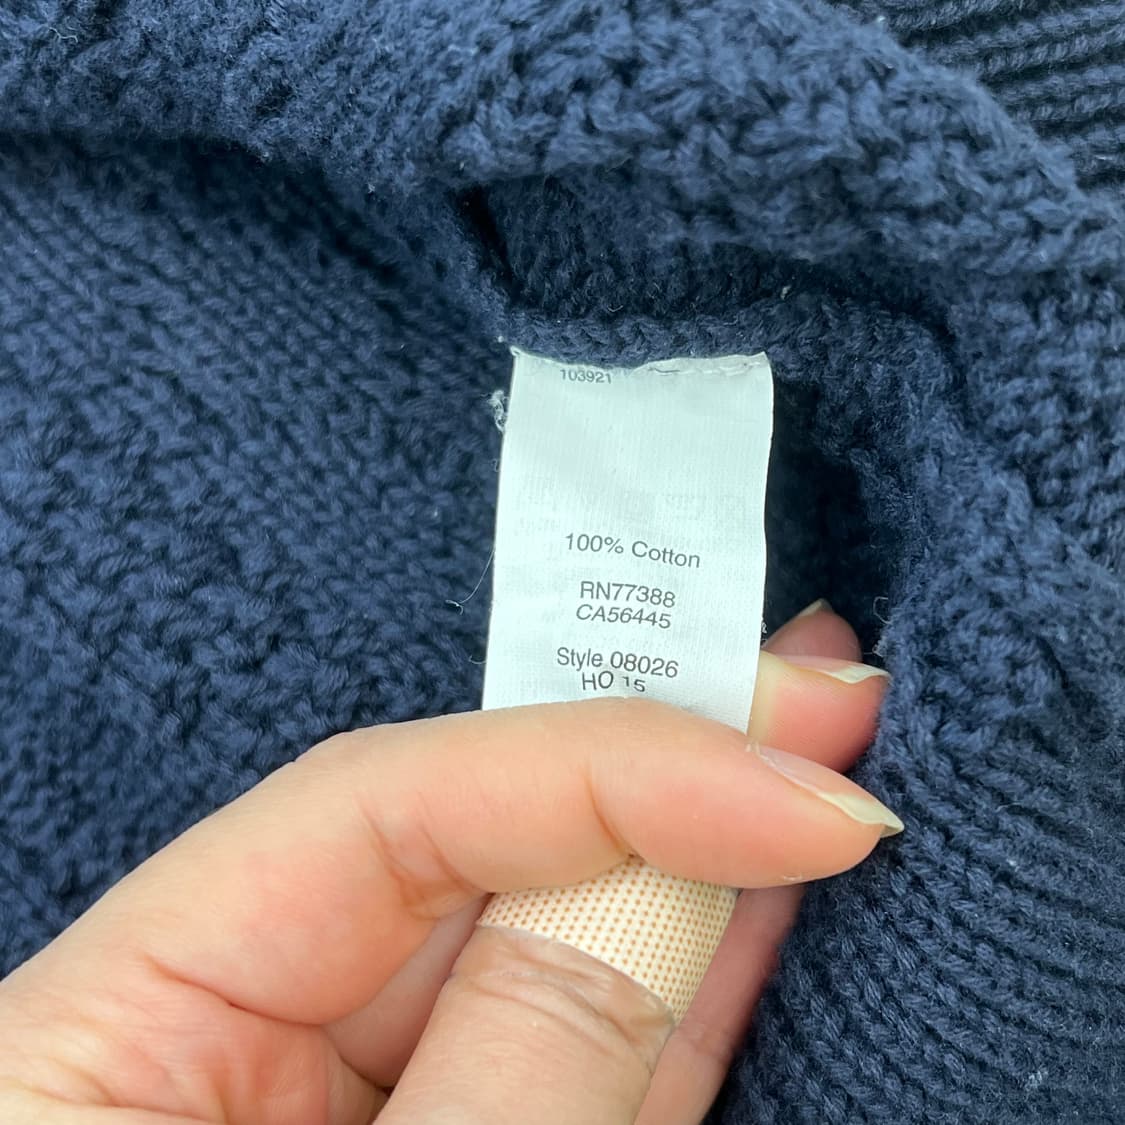 103921
100% Cotton
RN77388
CA56445
Style 08026
HO 15